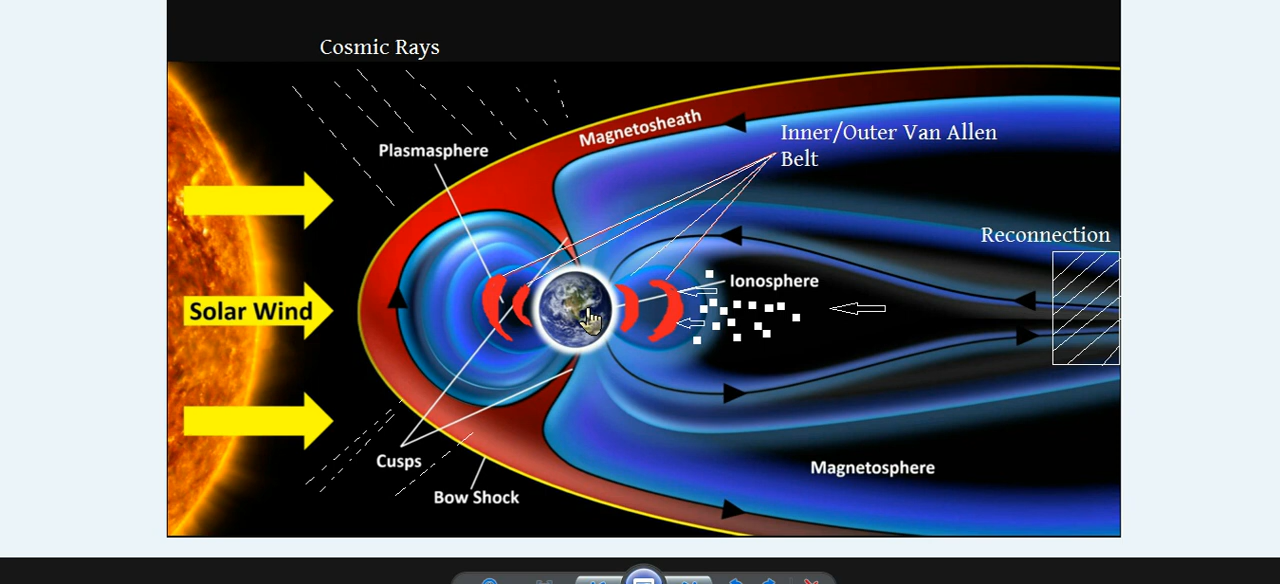 Cosmic Rays
Magnetosheath
Inner/Outer Van Allen
Belt
Plasmasphere
Reconnection
Ionosphere
Solar Wind
Cusps
Magnetosphere
Bow Shock